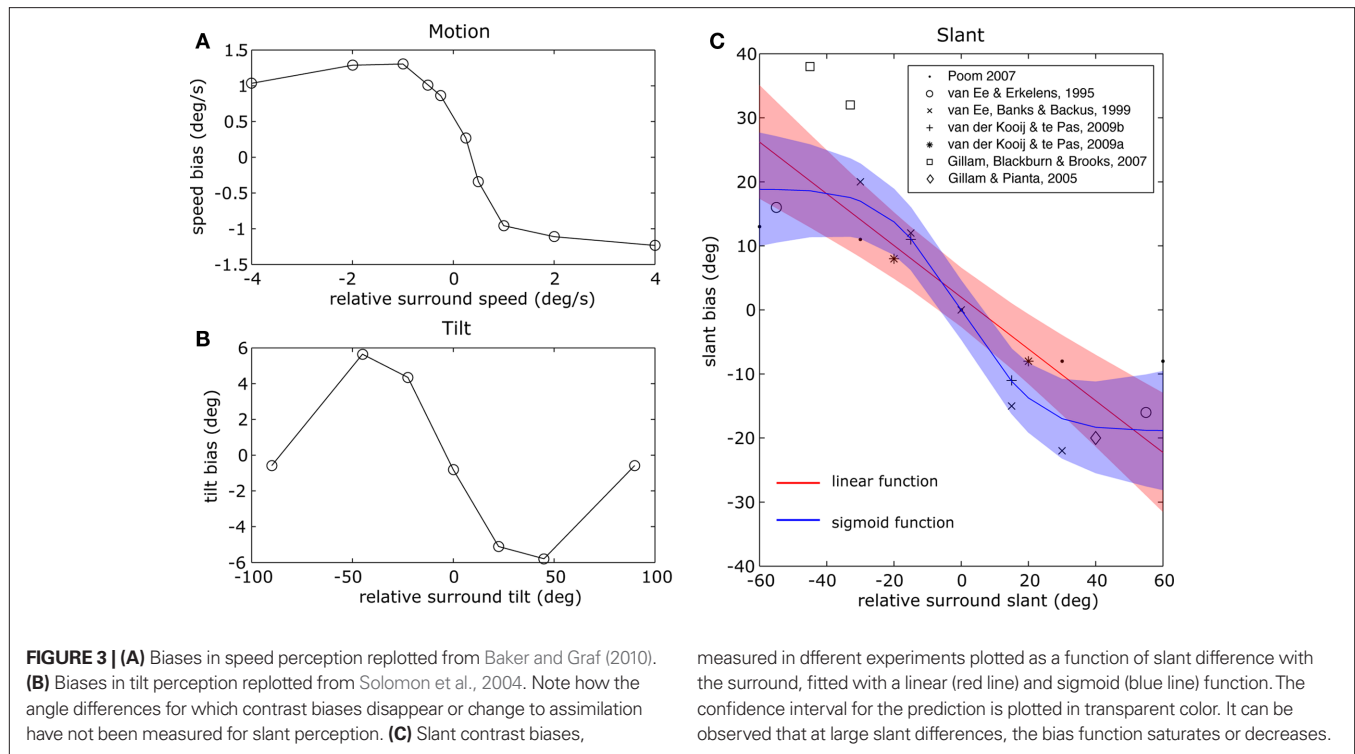 A
Motion
1.5
1
0.5
0
-0.5
-1
-1.5
speed bias (deg/s)
-4
-2
0
2
4
relative surround speed (deg/s)
B
Tilt
6
4
2
0
-2
-4
-6
tilt bias (deg)
-100
-50
0
50
100
relative surround tilt (deg)
C
Slant
40
30
20
10
0
-10
-20
-30
-40
slant bias (deg)
Poom 2007
van Ee & Erkelens, 1995
van Ee, Banks & Backus, 1999
van der Kooij & te Pas, 2009b
van der Kooij & te Pas, 2009a
Gillam, Blackburn & Brooks, 2007
Gillam & Pianta, 2005
linear function
sigmoid function
-60
-40
-20
0
20
40
60
relative surround slant (deg)
FIGURE 3 | (A) Biases in speed perception replotted from Baker and Graf (2010).
(B) Biases in tilt perception replotted from Solomon et al., 2004. Note how the
angle differences for which contrast biases disappear or change to assimilation
have not been measured for slant perception. (C) Slant contrast biases,
measured in dfferent experiments plotted as a function of slant difference with
the surround, fitted with a linear (red line) and sigmoid (blue line) function. The
confidence interval for the prediction is plotted in transparent color. It can be
observed that at large slant differences, the bias function saturates or decreases.